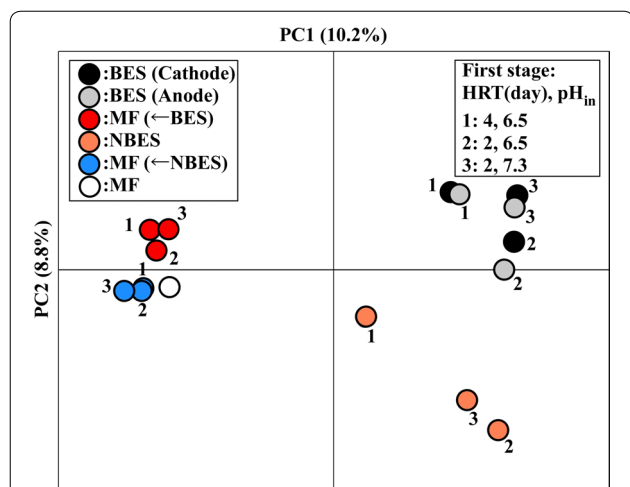 PC1 (10.2%)
PC2 (8.8%)
:BES (Cathode)
:BES (Anode)
:MF (←BES)
:NBES
:MF (←NBES)
:MF
First stage:
HRT(day), pHin
1: 4, 6.5
2: 2, 6.5
3: 2, 7.3
1
1
3
3
2
2
1
3
2
1
3
2
1
3
2